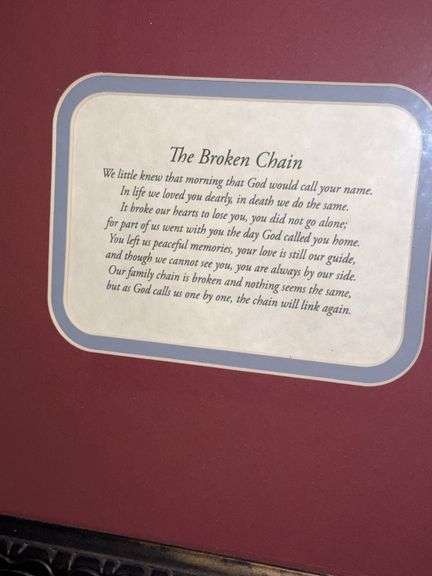 The Broken Chain
We little knew that morning that God would call your name.
In life we loved you dearly, in death we do the same.
It broke our hearts to lose you, you did not go alone;
for part of us went with you the day God called you home.
You left us peaceful memories, your love is still our guide,
and though we cannot see you, you are always by our side.
Our family chain is broken and nothing seems the same,
but as God calls us one by one, the chain will link again.